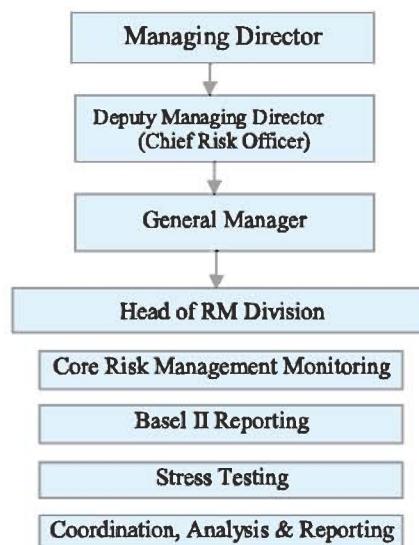 Managing Director
Deputy Managing Director
(Chief Risk Officer)
General Manager
Head of RM Division
Core Risk Management Monitoring
Basel II Reporting
Stress Testing
Coordination, Analysis & Reporting